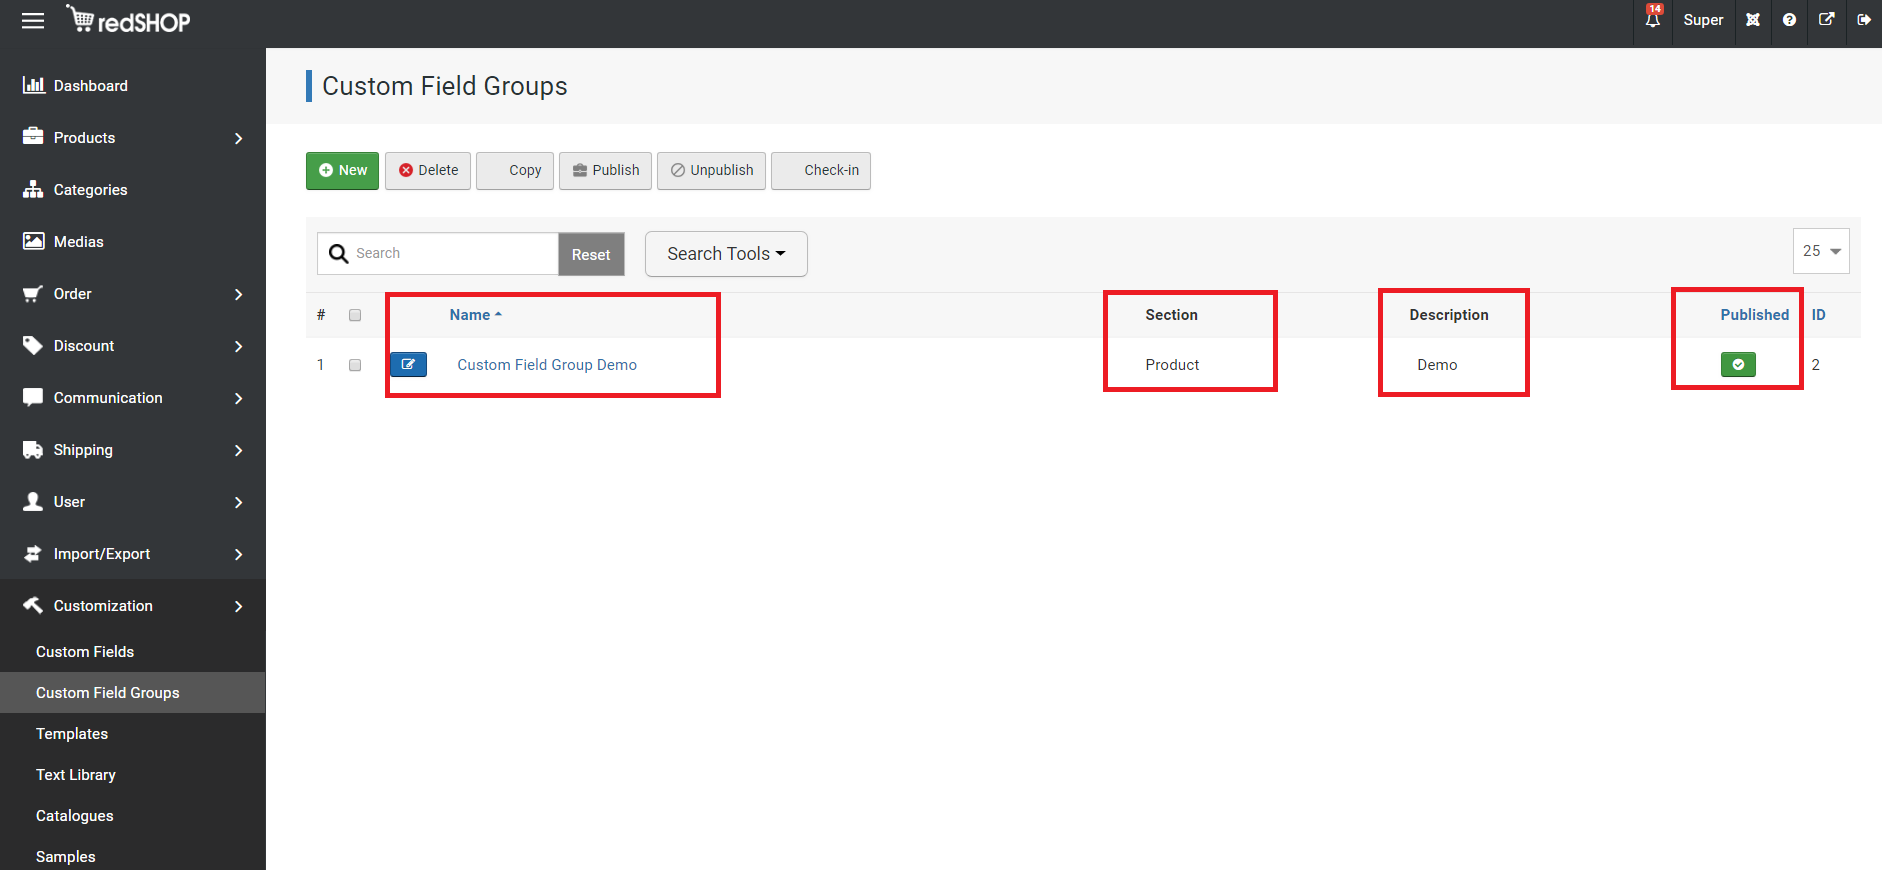 redSHOP
14
Super
Dashboard
Products
Categories
Medias
Order
Discount
Communication
Shipping
User
Import/Export
Customization
Custom Fields
Custom Field Groups
Templates
Text Library
Catalogues
Samples
Custom Field Groups
New Delete Copy Publish Unpublish Check-in
Search Reset Search Tools 25
# Name Section Description Published ID
1 Custom Field Group Demo Product Demo 2